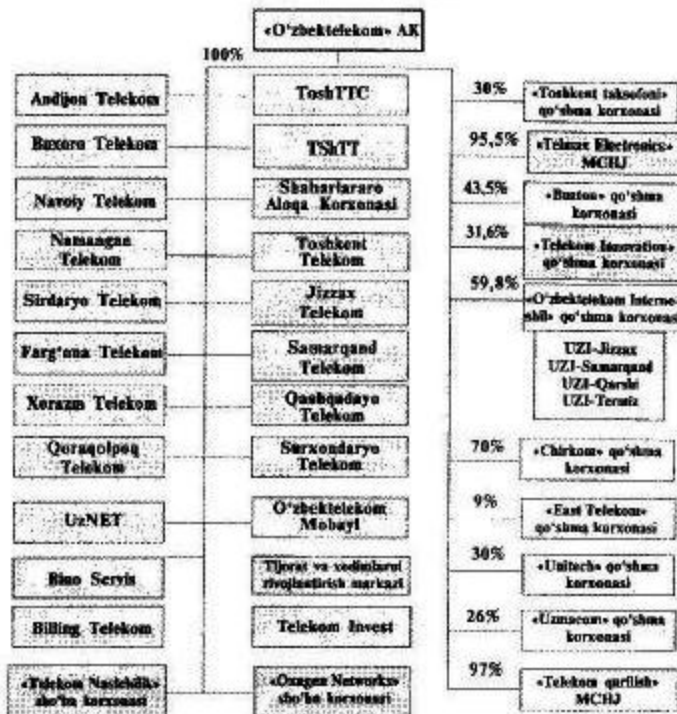 «O‘zbektelekom» AK
100%
Andijon Telekom
Buxoro Telekom
Navoiy Telekom
Namangan
Telekom
Sirdaryo Telekom
Farg‘ona Telekom
Xorazm Telekom
Qoraqolpoq
Telekom
UzNET
Bino Servis
Billing Telekom
«Telekom Naslchilik»
sho‘ba korxonasi
ToshTTC
TShTT
Shaharlararo
Aloqa Korxonasi
Toshkent
Telekom
Jizzax
Telekom
Samarqand
Telekom
Qashqadayo
Telekom
Surxondaryo
Telekom
O‘zbektelekom
Mobayl
Tijorat va xodimlarni
rivojlantirish markazi
Telekom Invest
Networks»
sho‘ba korxonasi
30%
«Toshkent taksofoni»
qo‘shma korxonasi
95,5%
Electronics»
MCHJ
43,5%
«Buzton» qo‘shma
korxonasi
31,6%
«Telekom Innovation»
qo‘shma korxonasi
59,8%
«O‘zbektelekom Interne-
shil» qo‘shma korxonasi
UZI-Jizzax
UZI-Samarqand
UZI-Qarshi
UZI-Termiz
70%
«Chirkom» qo‘shma
korxonasi
9%
«East Telekom»
qo‘shma korxonasi
30%
«Unitech» qo‘shma
korxonasi
26%
«Uzmacom» qo‘shma
korxonasi
97%
«Telekom qurilish»
MCHJ